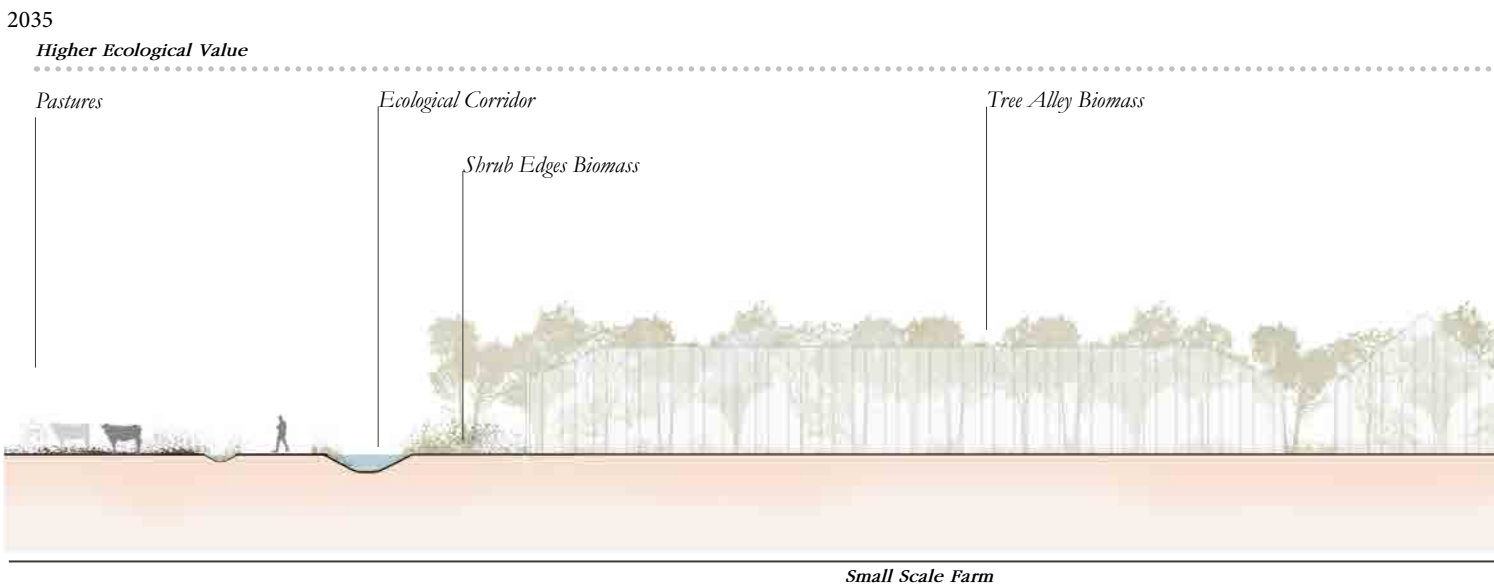 2035
Higher Ecological Value
Pastures
Ecological Corridor
Tree Alley Biomass
Shrub Edges Biomass
Small Scale Farm